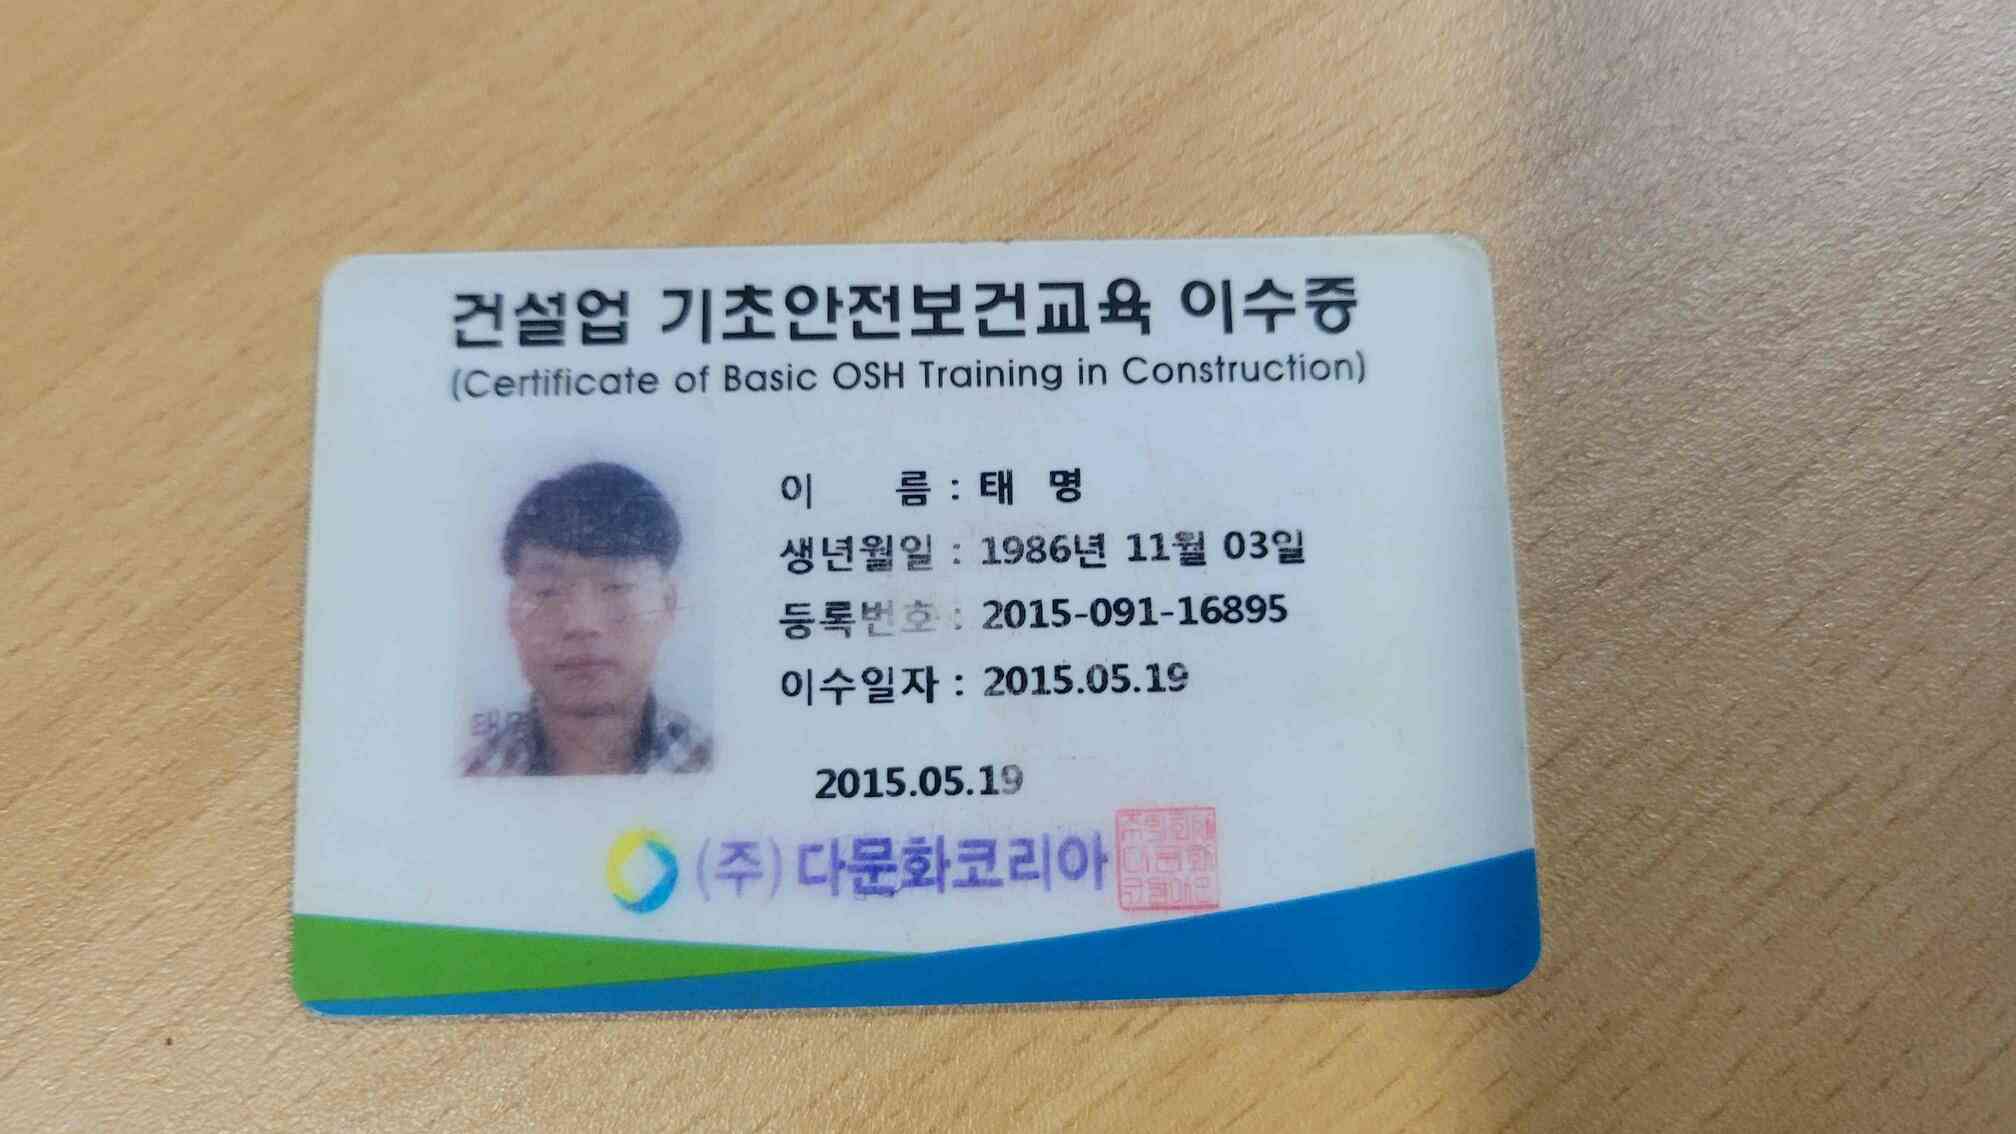 건설업 기초안전보건교육 이수증
(Certificate of Basic OSH Training in Construction)
이 름 : 태 명
생년월일 : 1986년 11월 03일
등록번호 : 2015-091-16895
이수일자 : 2015.05.19
태명
2015.05.19
(주) 다문화코리아